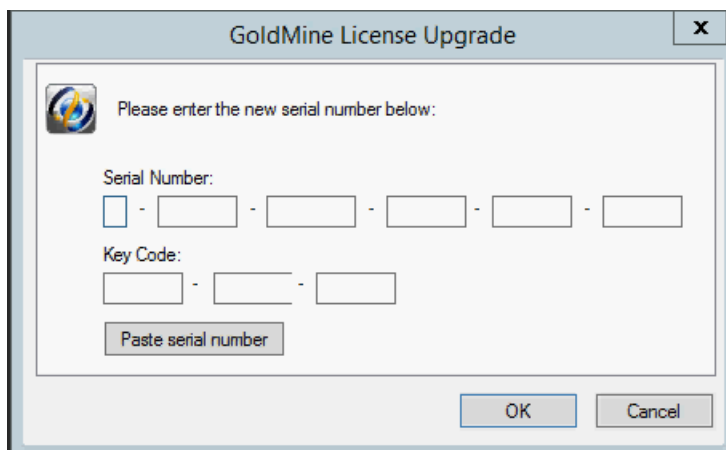 GoldMine License Upgrade
x
Please enter the new serial number below:
Serial Number:
- - - - -
Key Code:
- -
Paste serial number
OK Cancel